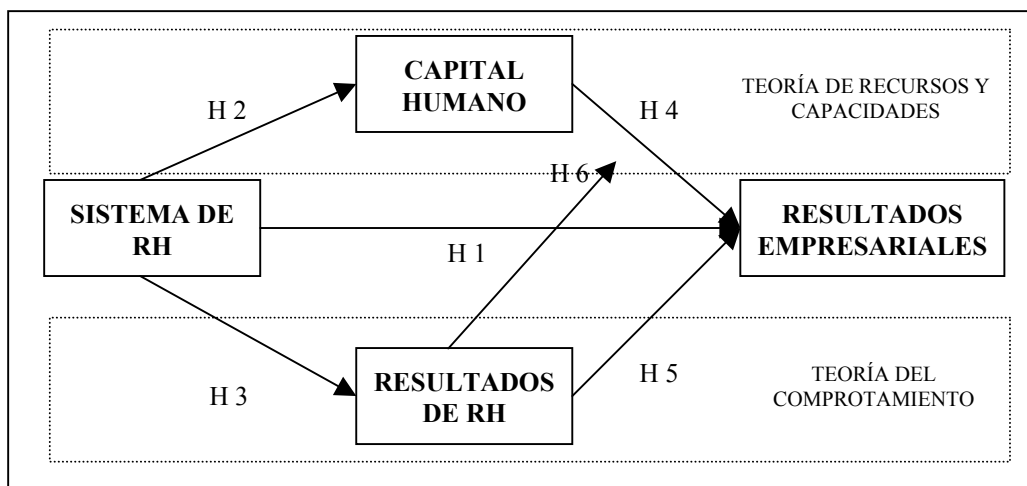 CAPITAL
HUMANO
TEORÍA DE RECURSOS Y
CAPACIDADES
H 2
H 4
H 6
SISTEMA DE
RH
RESULTADOS
EMPRESARIALES
H 1
H 3
RESULTADOS
DE RH
H 5
TEORÍA DEL
COMPROTAMIENTO